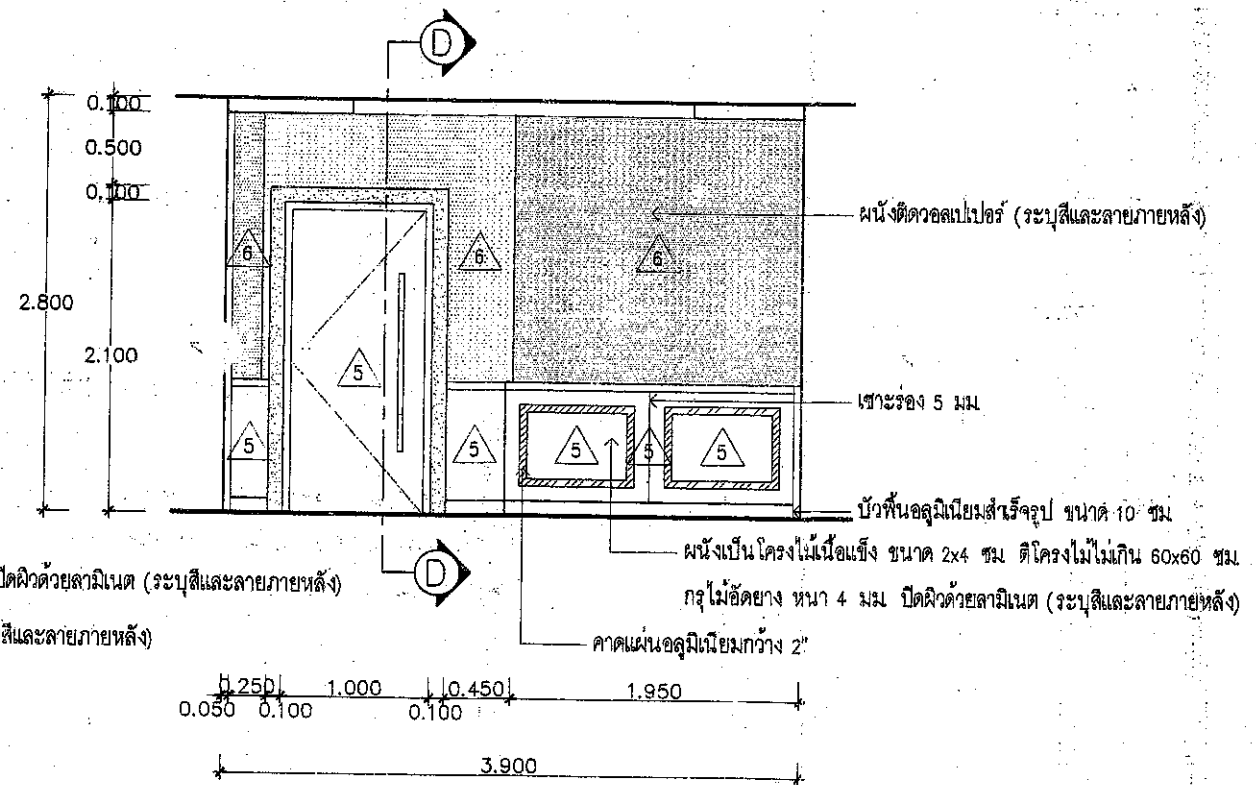 D
0.100
0.500
0.100
2.800
2.100
6
6
6
ผนังติดวอลเปเปอร์ (ระบุสีและลายภายหลัง)
5
เซาะร่อง 5 มม
5
5
5
5
5
บัวพื้นอลูมิเนียมสำเร็จรูป ขนาด 10 ซม
ผนังเป็นโครงไม้เนื้อแข็ง ขนาด 2x4 ซม ตีโครงไม้ไม่เกิน 60x60 ซม
กรุไม้อัดยาง หนา 4 มม ปิดผิวด้วยลามิเนต (ระบุสีและลายภายหลัง)
D
ปิดผิวด้วยลามิเนต (ระบุสีและลายภายหลัง)
สีและลายภายหลัง)
คาดแผ่นอลูมิเนียมกว้าง 2"
0.250
1.000
0.450
1.950
0.050
0.100
0.100
3.900